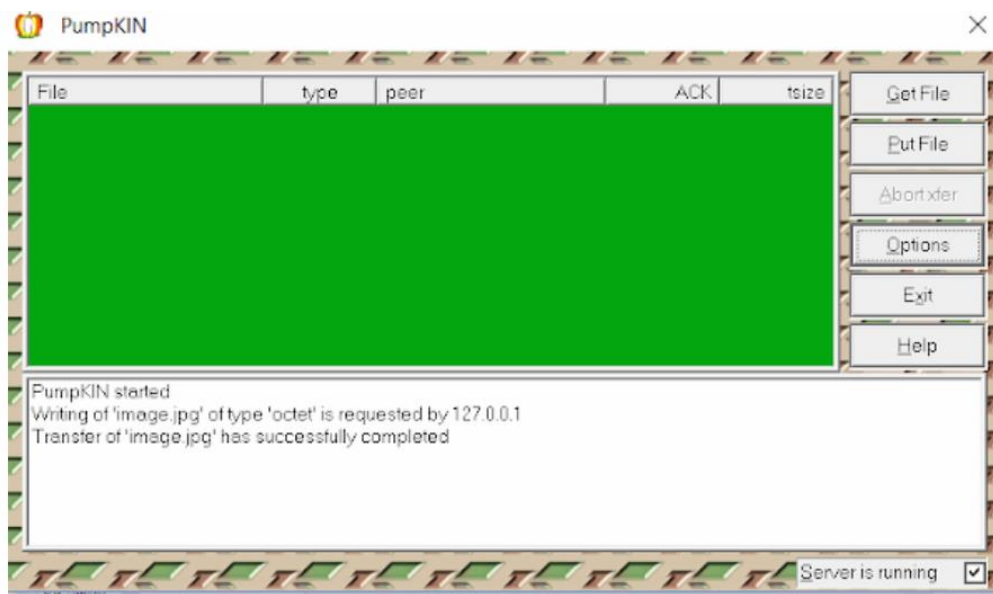 PumpKIN
File type peer ACK tsize
Get File
Put File
Abort xfer
Options
Exit
Help
PumpKIN started
Writing of 'image.jpg' of type 'octet' is requested by 127.0.0.1
Transfer of 'image.jpg' has successfully completed
Server is running